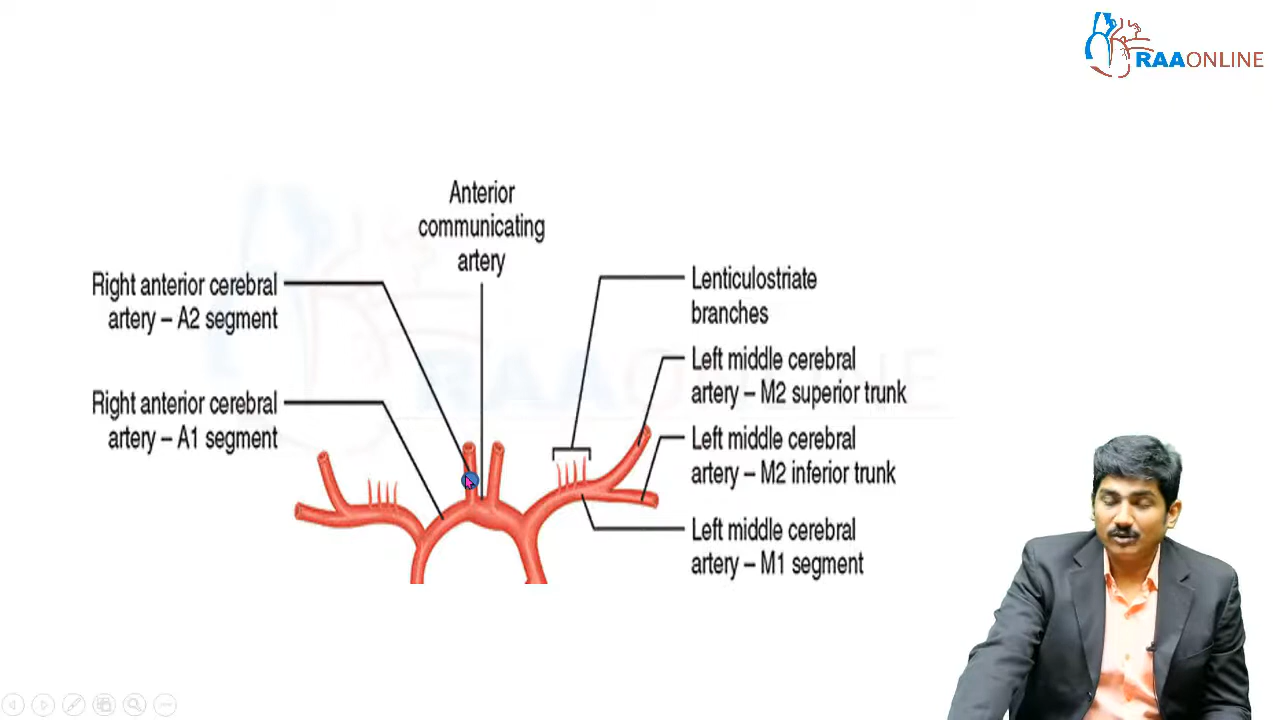 RAAONLINE
Anterior
communicating
artery
Right anterior cerebral
artery – A2 segment
Right anterior cerebral
artery – A1 segment
Lenticulostriate
branches
Left middle cerebral
artery – M2 superior trunk
Left middle cerebral
artery – M2 inferior trunk
Left middle cerebral
artery – M1 segment
RAAONLINE